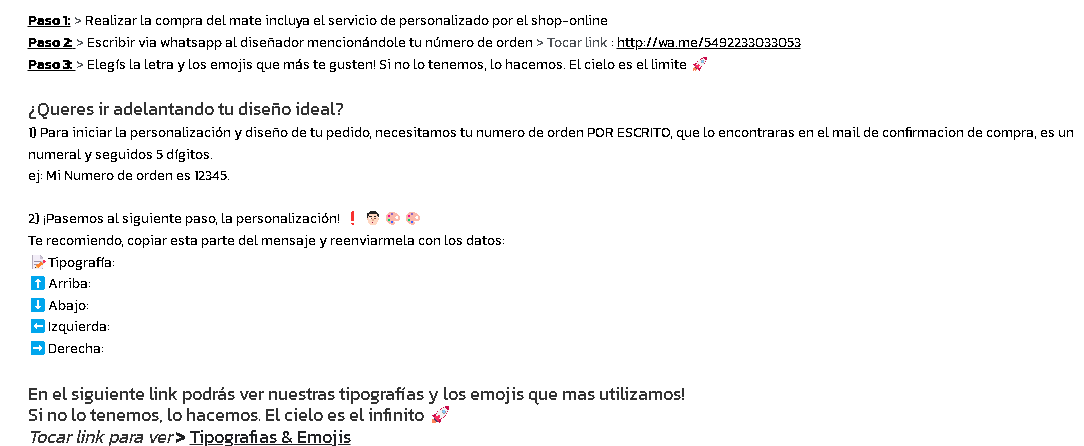 Paso 1: > Realizar la compra del mate incluya el servicio de personalizado por el shop-online
Paso 2: > Escribir via whatsapp al diseñador mencionándole tu número de orden > Tocar link : http://wa.me/5492233033053
Paso 3: > Elegís la letra y los emojis que más te gusten! Si no lo tenemos, lo hacemos. El cielo es el limite 🚀
¿Queres ir adelantando tu diseño ideal?
1) Para iniciar la personalización y diseño de tu pedido, necesitamos tu numero de orden POR ESCRITO, que lo encontraras en el mail de confirmacion de compra, es un
numeral y seguidos 5 dígitos.
ej: Mi Numero de orden es 12345.
2) ¡Pasemos al siguiente paso, la personalización! ❗ 👨🏻 🎨 🎨
Te recomiendo, copiar esta parte del mensaje y reenviarmela con los datos:
📝 Tipografía:
⬆️ Arriba:
⬇️ Abajo:
⬅️ Izquierda:
➡️ Derecha:
En el siguiente link podrás ver nuestras tipografías y los emojis que mas utilizamos!
Si no lo tenemos, lo hacemos. El cielo es el infinito 🚀
Tocar link para ver > Tipografias & Emojis